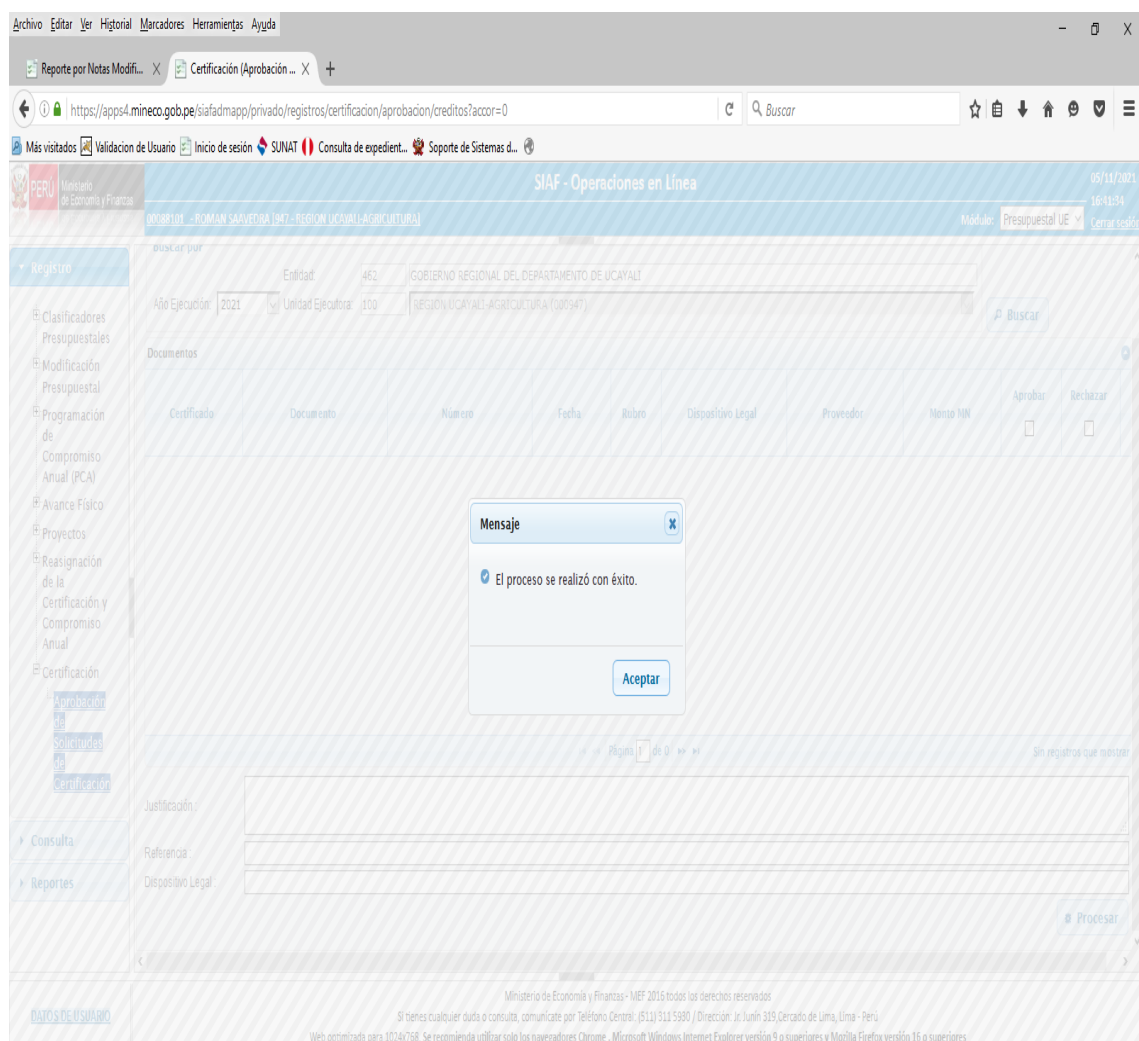 Archivo Editar Ver Historial Marcadores Herramientas Ayuda
Reporte por Notas Modifi... Certificación (Aprobación ...
https://apps4.mineco.gob.pe/siafadmapp/privado/registros/certificacion/aprobacion/creditos?accor=0 Buscar
Más visitados Validacion de Usuario Inicio de sesión SUNAT Consulta de expedient... Soporte de Sistemas d...
PERÚ Ministerio de Economía y Finanzas
SIAF - Operaciones en Línea
05/11/2021
16:41:34
00088101 - ROMAN SAAVEDRA [947 - REGION UCAYALI-AGRICULTURA] Módulo: Presupuestal UE Cerrar sesión
Registro
Clasificadores
Presupuestales
Modificación
Presupuestal
Programación
de
Compromiso
Anual (PCA)
Avance Físico
Proyectos
Reasignación
de la
Certificación y
Compromiso
Anual
Certificación
Aprobación
de
Solicitudes
de
Certificación
Consulta
Reportes
Buscar por
Entidad: 462 GOBIERNO REGIONAL DEL DEPARTAMENTO DE UCAYALI
Año Ejecución: 2021 Unidad Ejecutora: 100 REGION UCAYALI-AGRICULTURA (000947) Buscar
Documentos
Certificado Documento Número Fecha Rubro Dispositivo Legal Proveedor Monto MN Aprobar Rechazar
Mensaje
El proceso se realizó con éxito.
Aceptar
Página 1 de 0 Sin registros que mostrar
Justificación :
Referencia :
Dispositivo Legal :
Procesar
DATOS DE USUARIO
Ministerio de Economía y Finanzas - MEF 2016 todos los derechos reservados
Si tienes cualquier duda o consulta, comunícate por Teléfono Central: (511) 311 5930 / Dirección: Jr. Junín 319,Cercado de Lima, Lima - Perú
Web optimizada para 1024x768. Se recomienda utilizar solo los navegadores Chrome , Microsoft Windows Internet Explorer versión 9 o superiores y Mozilla Firefox versión 16 o superiores